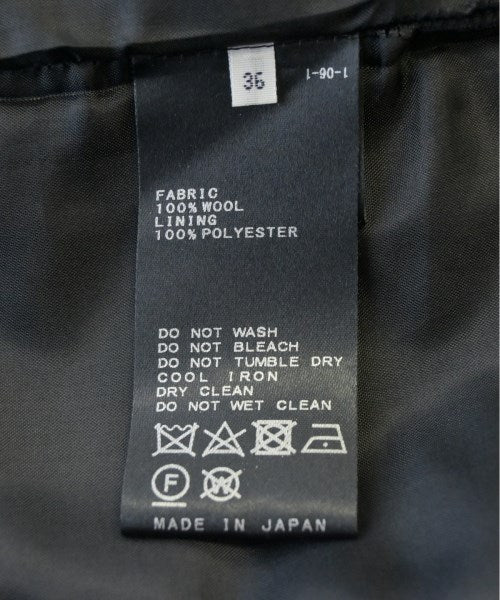 36
1-90-1
FABRIC
100% WOOL
LINING
100% POLYESTER
DO NOT WASH
DO NOT BLEACH
DO NOT TUMBLE DRY
COOL IRON
DRY CLEAN
DO NOT WET CLEAN
F W
MADE IN JAPAN